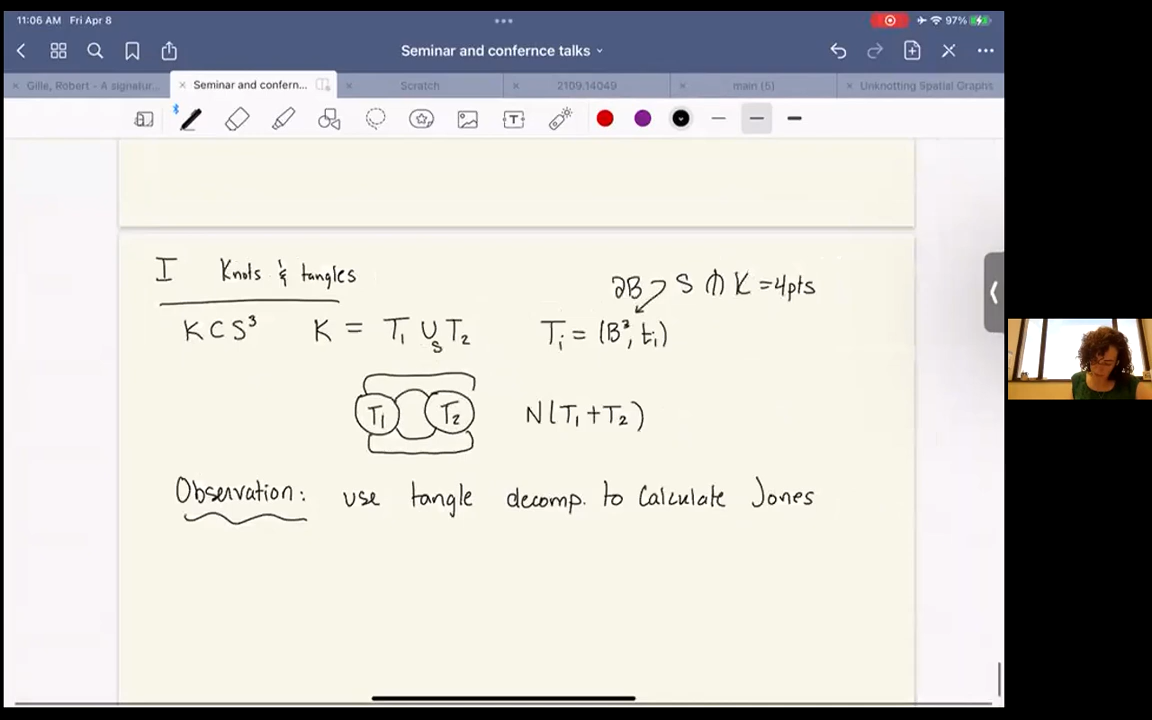 11:06 AM Fri Apr 8
97%
Seminar and confernce talks
Gille, Robert - A signatur...
Seminar and confern...
Scratch
2109.14049
main (5)
Unknotting Spatial Graphs
I Knots & tangles
∂B S ⋔ K = 4pts
K ⊂ S³ K = T₁ ∪ₛ T₂ Tᵢ = (B³, tᵢ)
T₁ T₂ N(T₁+T₂)
Observation: use tangle decomp. to calculate Jones